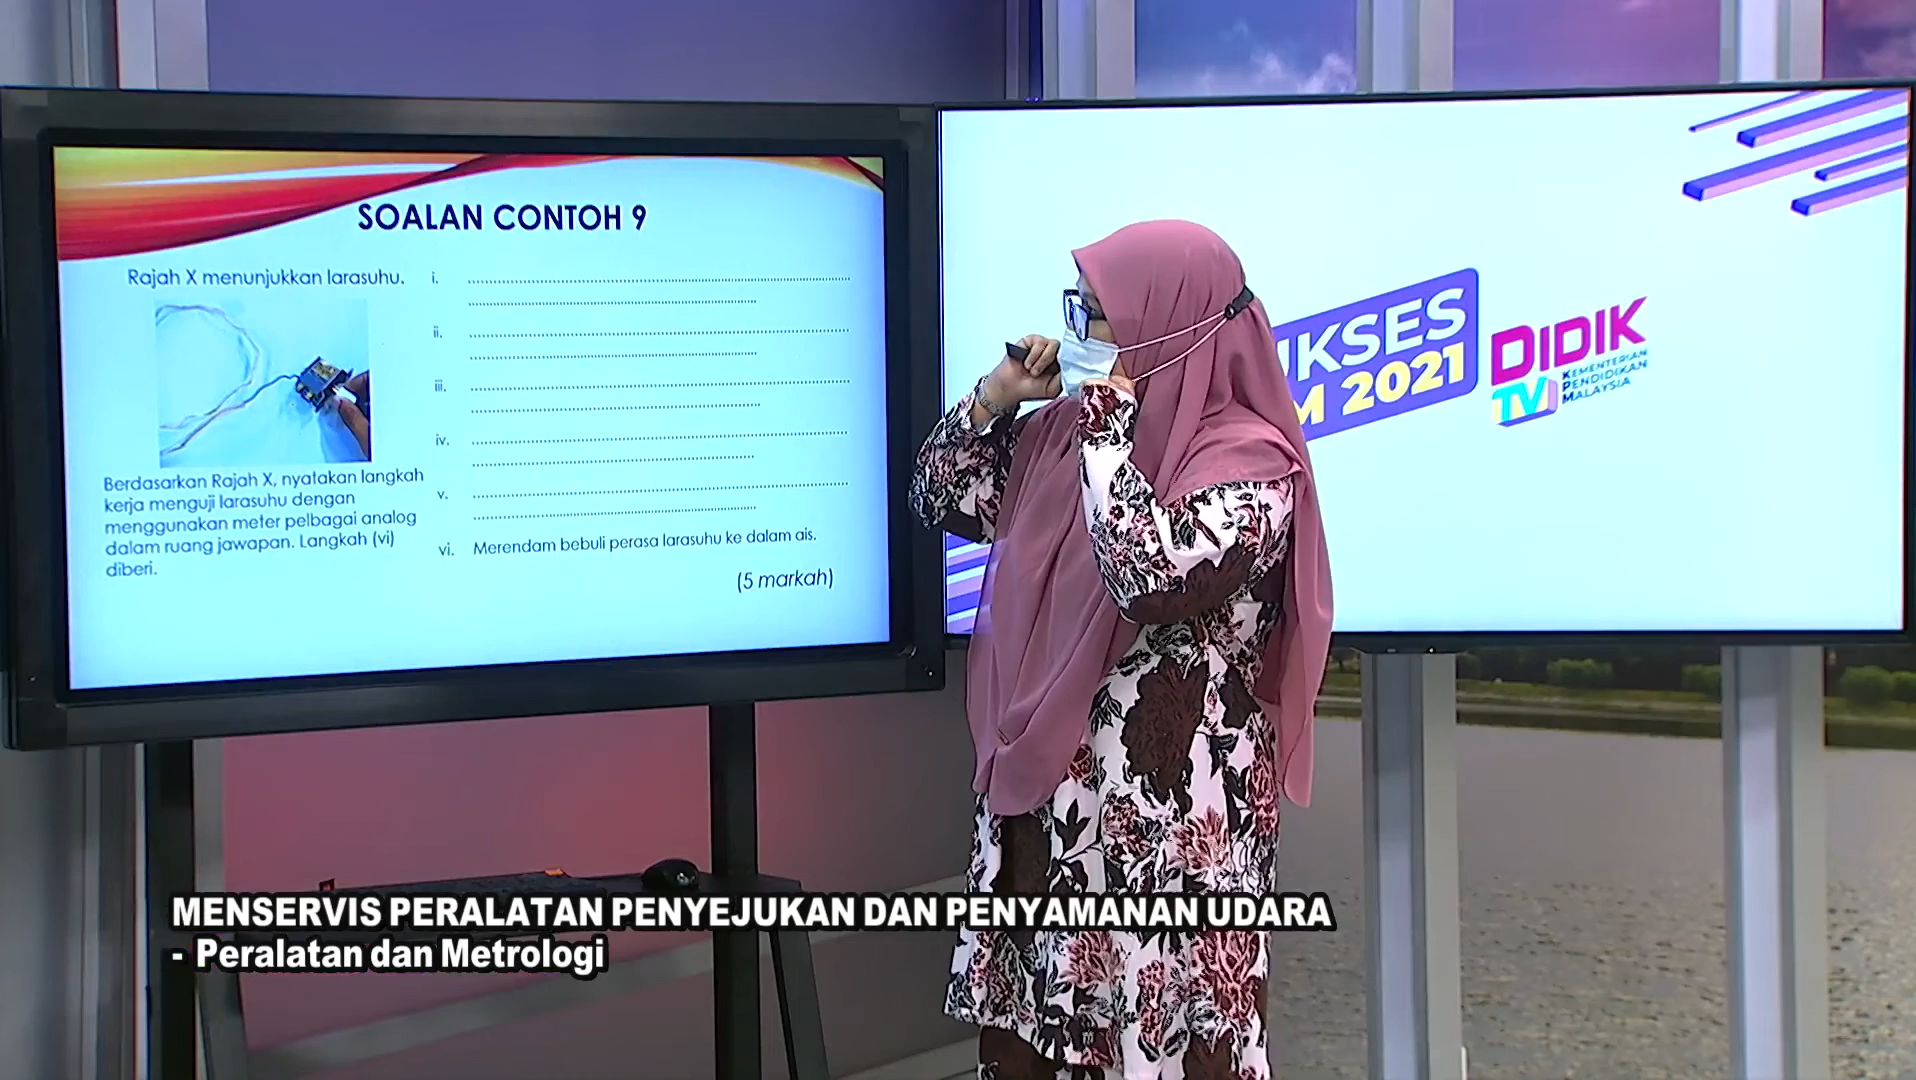 SOALAN CONTOH 9
Rajah X menunjukkan larasuhu.
Berdasarkan Rajah X, nyatakan langkah
kerja menguji larasuhu dengan
menggunakan meter pelbagai analog
dalam ruang jawapan. Langkah (vi)
diberi.
i.
ii.
iii.
iv.
v.
vi. Merendam bebuli perasa larasuhu ke dalam ais.
(5 markah)
UKSES
M 2021
DIDIK
TV
KEMENTERIAN
PENDIDIKAN
MALAYSIA
MENSERVIS PERALATAN PENYEJUKAN DAN PENYAMANAN UDARA
- Peralatan dan Metrologi